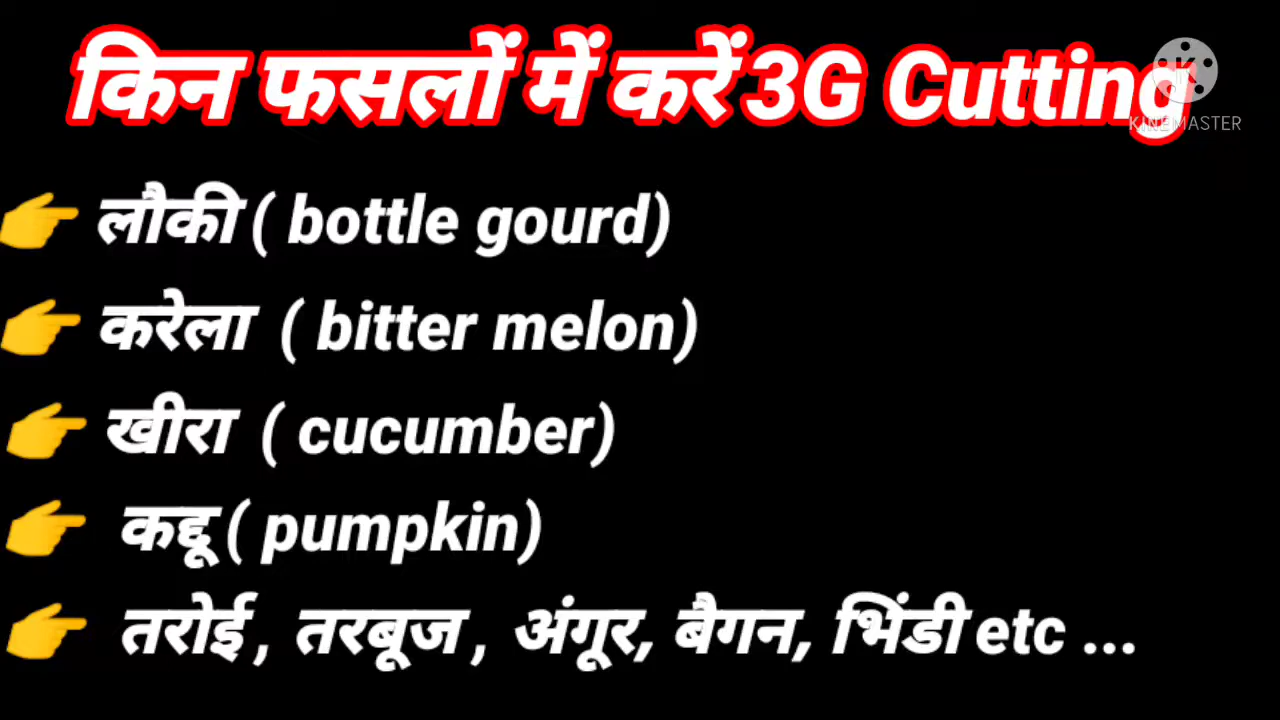 किन फसलों में करें 3G Cutting
KINEMASTER
👉 लौकी ( bottle gourd)
👉 करेला ( bitter melon)
👉 खीरा ( cucumber)
👉 कद्दू ( pumpkin)
👉 तरोई , तरबूज , अंगूर, बैगन, भिंडी etc ...